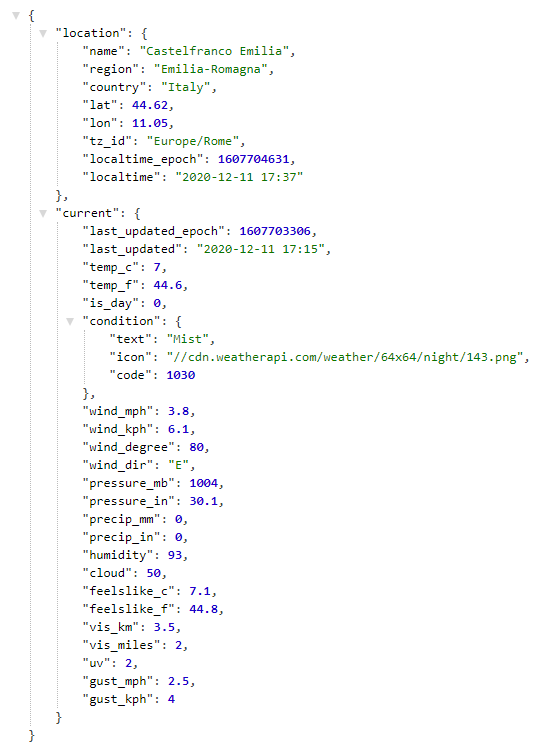 {
"location": {
"name": "Castelfranco Emilia",
"region": "Emilia-Romagna",
"country": "Italy",
"lat": 44.62,
"lon": 11.05,
"tz_id": "Europe/Rome",
"localtime_epoch": 1607704631,
"localtime": "2020-12-11 17:37"
},
"current": {
"last_updated_epoch": 1607703306,
"last_updated": "2020-12-11 17:15",
"temp_c": 7,
"temp_f": 44.6,
"is_day": 0,
"condition": {
"text": "Mist",
"icon": "//cdn.weatherapi.com/weather/64x64/night/143.png",
"code": 1030
},
"wind_mph": 3.8,
"wind_kph": 6.1,
"wind_degree": 80,
"wind_dir": "E",
"pressure_mb": 1004,
"pressure_in": 30.1,
"precip_mm": 0,
"precip_in": 0,
"humidity": 93,
"cloud": 50,
"feelslike_c": 7.1,
"feelslike_f": 44.8,
"vis_km": 3.5,
"vis_miles": 2,
"uv": 2,
"gust_mph": 2.5,
"gust_kph": 4
}
}